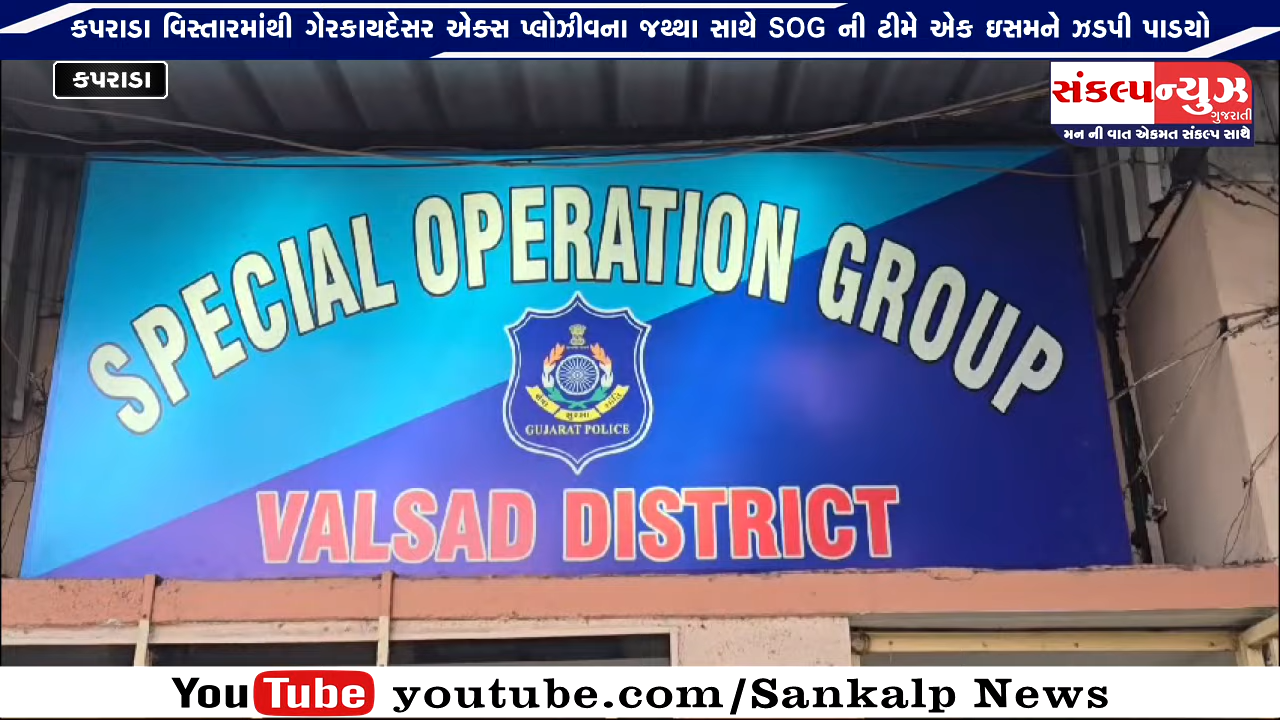 કપરાડા વિસ્તારમાંથી ગેરકાયદેસર એક્સ પ્લોઝીવના જથ્થા સાથે SOG ની ટીમે એક ઇસમને ઝડપી પાડયો
કપરાડા
સંકલ્પન્યુઝ
ગુજરાતી
મન ની વાત એકમત સંકલ્પ સાથે
SPECIAL OPERATION GROUP
સેવા સુરક્ષા શાંતિ
GUJARAT POLICE
VALSAD DISTRICT
YouTube youtube.com/Sankalp News